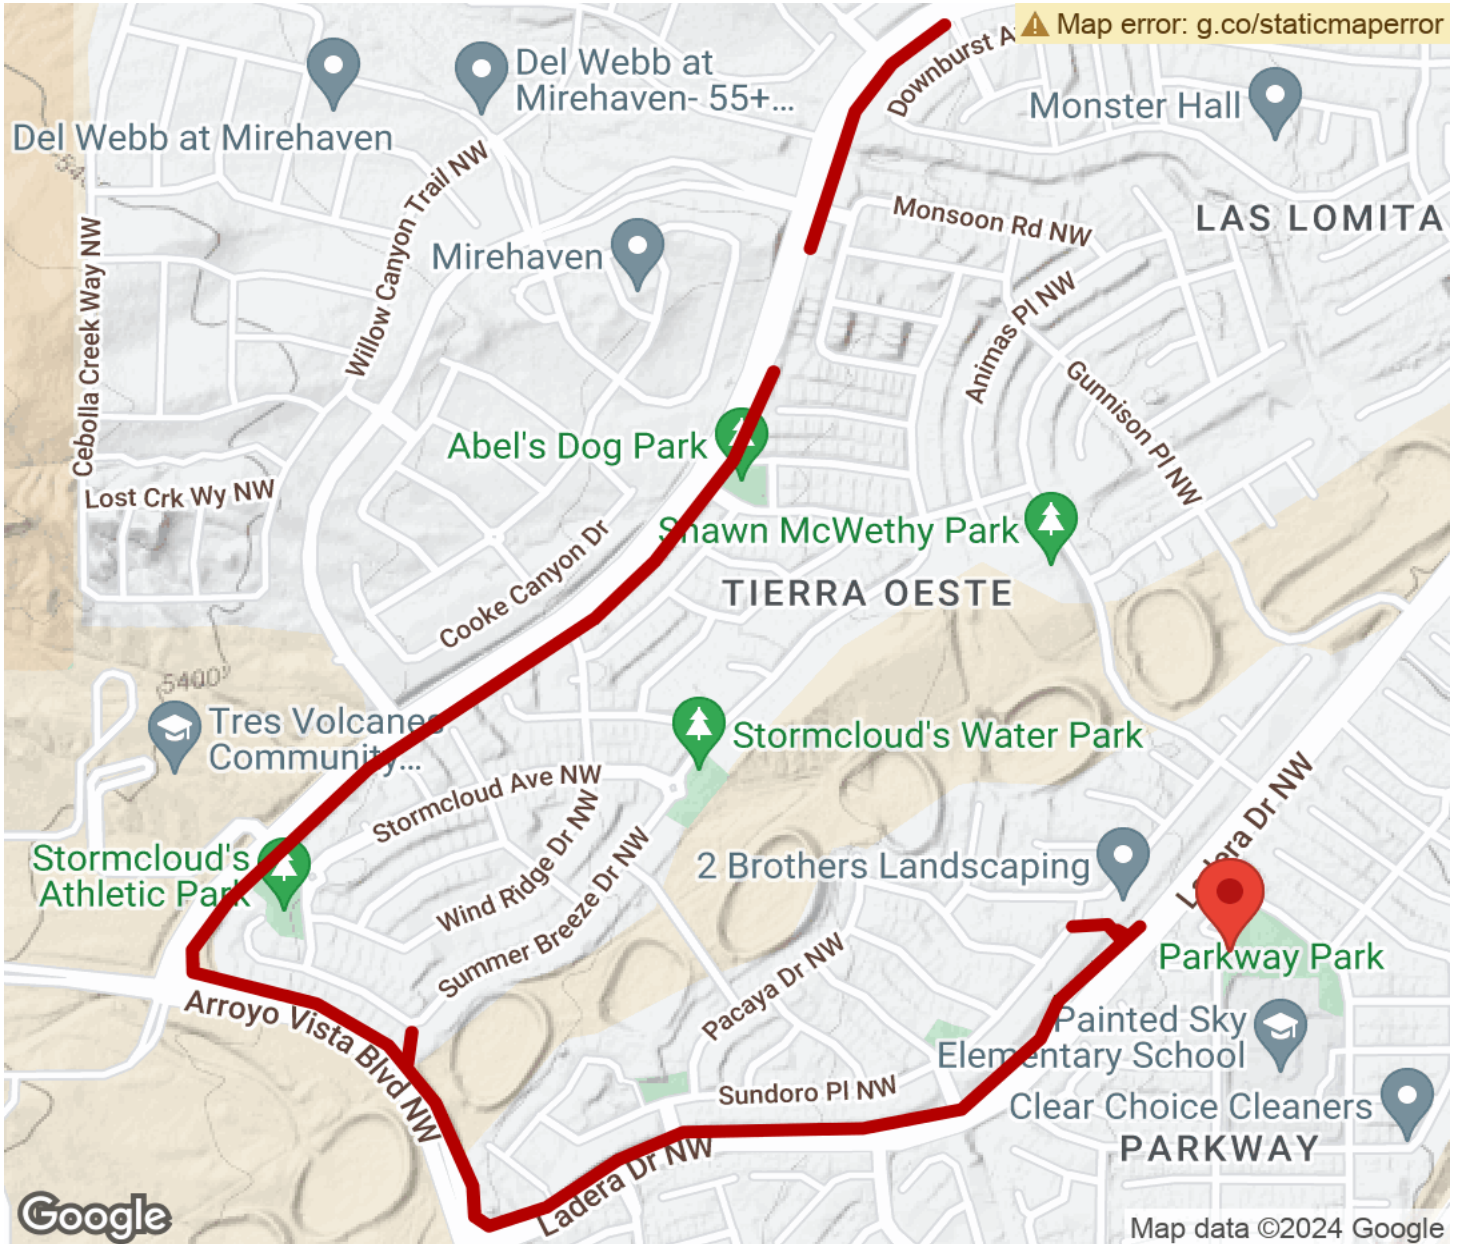 Map error: g.co/staticmaperror
Downburst A
Del Webb at
Mirehaven- 55+...
Monster Hall
Del Webb at Mirehaven
Willow Canyon Trail NW
Monsoon Rd NW
LAS LOMITA
Cebolla Creek Way NW
Mirehaven
Animas Pl NW
Gunnison Pl NW
Abel's Dog Park
Lost Crk Wy NW
Shawn McWethy Park
Cooke Canyon Dr
TIERRA OESTE
5400'
Tres Volcanes
Community...
Stormcloud's Water Park
Stormcloud Ave NW
Wind Ridge Dr NW
Summer Breeze Dr NW
Ladera Dr NW
Stormcloud's
Athletic Park
2 Brothers Landscaping
Pacaya Dr NW
Parkway Park
Arroyo Vista Blvd NW
Painted Sky
Elementary School
Sundoro Pl NW
Clear Choice Cleaners
Ladera Dr NW
PARKWAY
Google
Map data ©2024 Google